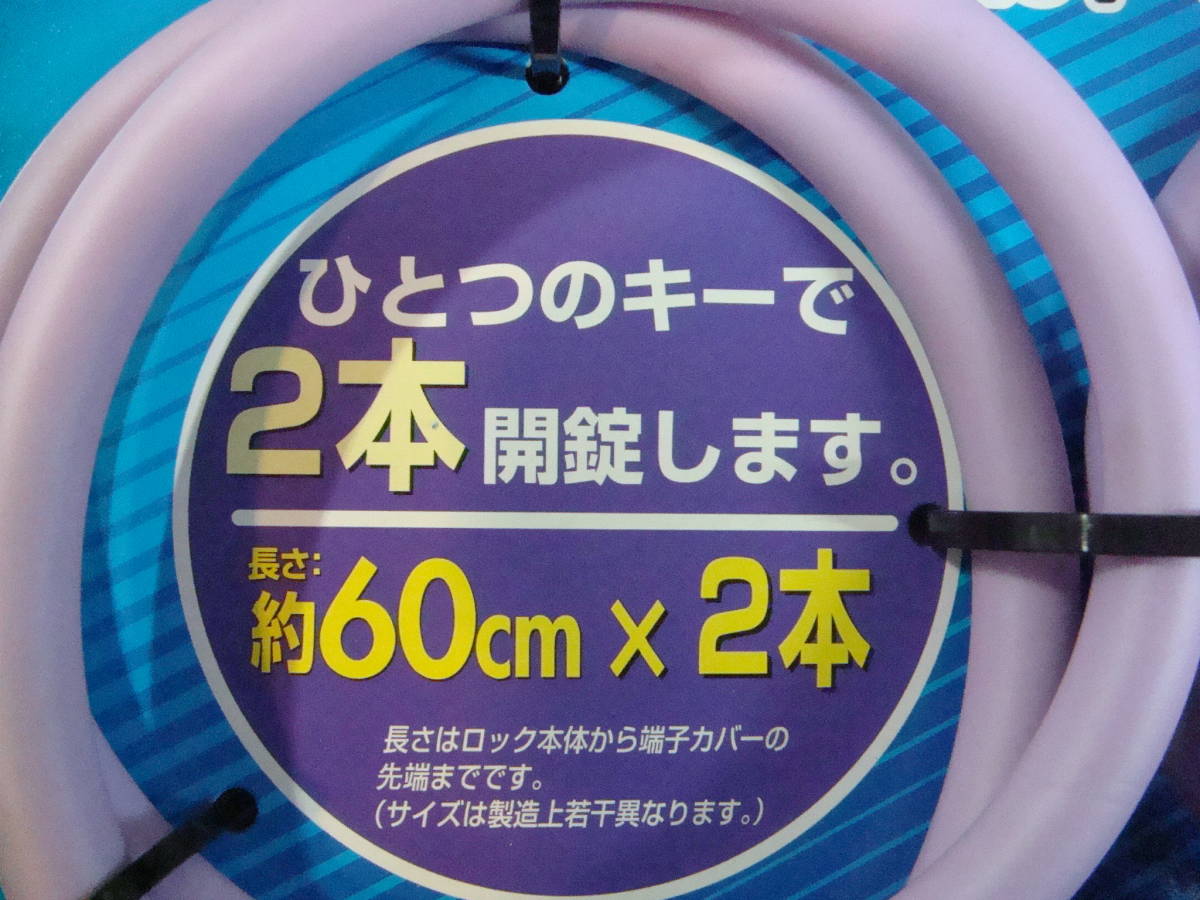 ひとつのキーで
2本開錠します。
長さ:
約60cm x 2本
長さはロック本体から端子カバーの
先端までです。
(サイズは製造上若干異なります。)